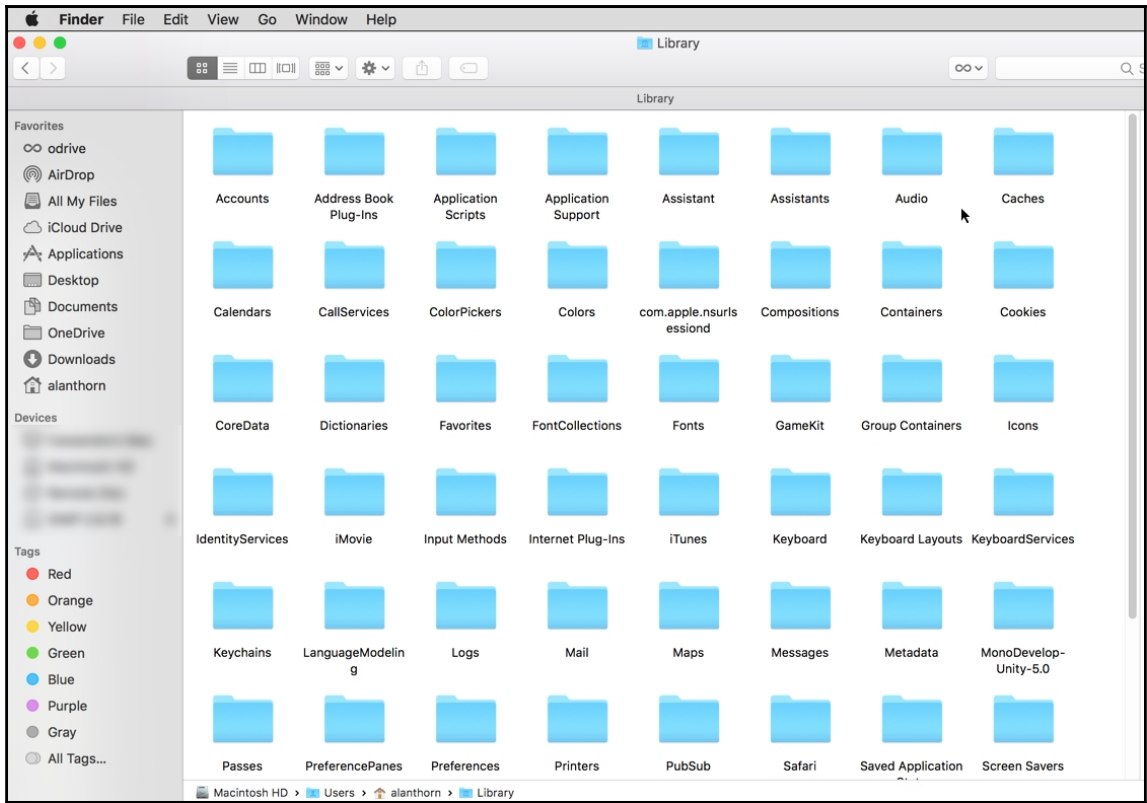 Finder File Edit View Go Window Help
Library
Library
Favorites
odrive
AirDrop
All My Files
iCloud Drive
Applications
Desktop
Documents
OneDrive
Downloads
alanthorn
Devices
Tags
Red
Orange
Yellow
Green
Blue
Purple
Gray
All Tags...
Accounts
Address Book
Plug-Ins
Application
Scripts
Application
Support
Assistant
Assistants
Audio
Caches
Calendars
CallServices
ColorPickers
Colors
com.apple.nsurls
essiond
Compositions
Containers
Cookies
CoreData
Dictionaries
Favorites
FontCollections
Fonts
GameKit
Group Containers
Icons
IdentityServices
iMovie
Input Methods
Internet Plug-Ins
iTunes
Keyboard
Keyboard Layouts
KeyboardServices
Keychains
LanguageModelin
g
Logs
Mail
Maps
Messages
Metadata
MonoDevelop-
Unity-5.0
Passes
PreferencePanes
Preferences
Printers
PubSub
Safari
Saved Application
Screen Savers
Macintosh HD › Users › alanthorn › Library